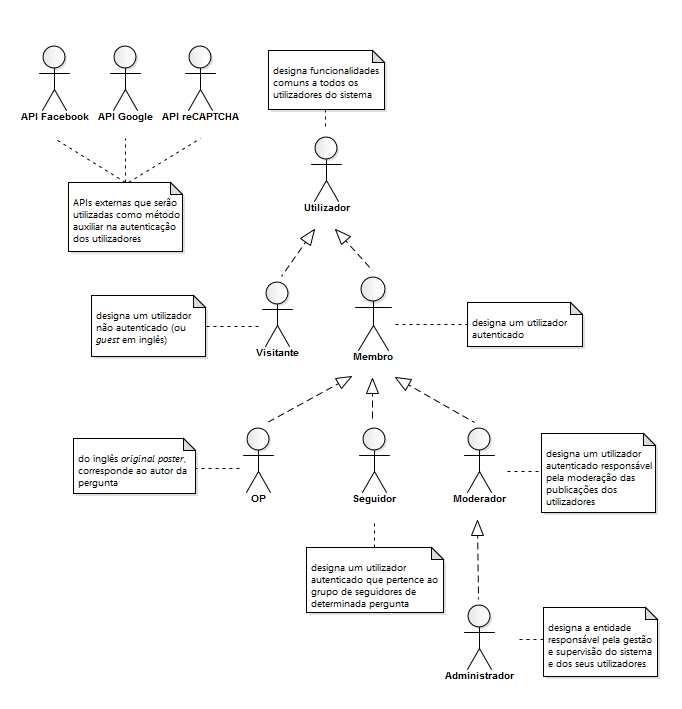 API Facebook
API Google
API reCAPTCHA
designa funcionalidades
comuns a todos os
utilizadores do sistema
APIs externas que serão
utilizadas como método
auxiliar na autenticação
dos utilizadores
Utilizador
designa um utilizador
não autenticado (ou
guest em inglês)
Visitante
Membro
designa um utilizador
autenticado
do inglês original poster,
corresponde ao autor da
pergunta
OP
Seguidor
Moderador
designa um utilizador
autenticado responsável
pela moderação das
publicações dos
utilizadores
designa um utilizador
autenticado que pertence ao
grupo de seguidores de
determinada pergunta
Administrador
designa a entidade
responsável pela gestão
e supervisão do sistema
e dos seus utilizadores